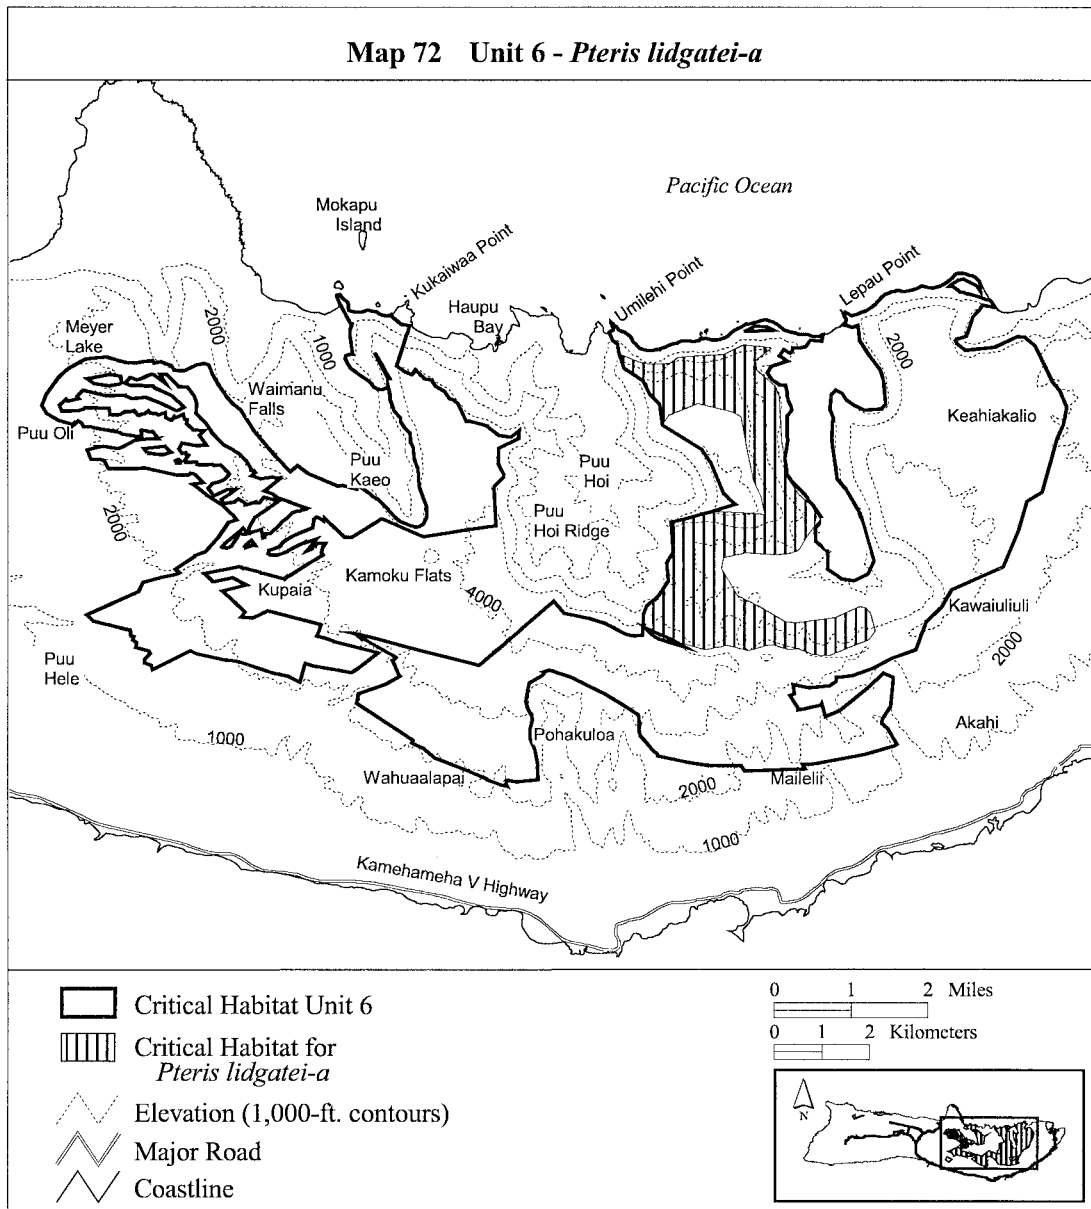 Map 72 Unit 6 - Pteris lidgatei-a
Pacific Ocean
Mokapu
Island
Kukaiwaa Point
Haupu
Bay
Umilehi Point
Lepau Point
Meyer
Lake
2000
1000
2000
Waimanu
Falls
Keahiakalio
Puu Oli
Puu
Kaeo
Puu
Hoi
2000
Puu
Hoi Ridge
Kamoku Flats
Kupaia
4000
Kawaiuliuli
2000
Puu
Hele
Akahi
1000
Pohakuloa
Wahuaalapai
Mailelii
2000
1000
Kamehameha V Highway
Critical Habitat Unit 6
Critical Habitat for
Pteris lidgatei-a
Elevation (1,000-ft. contours)
Major Road
Coastline
0 1 2 Miles
0 1 2 Kilometers
N